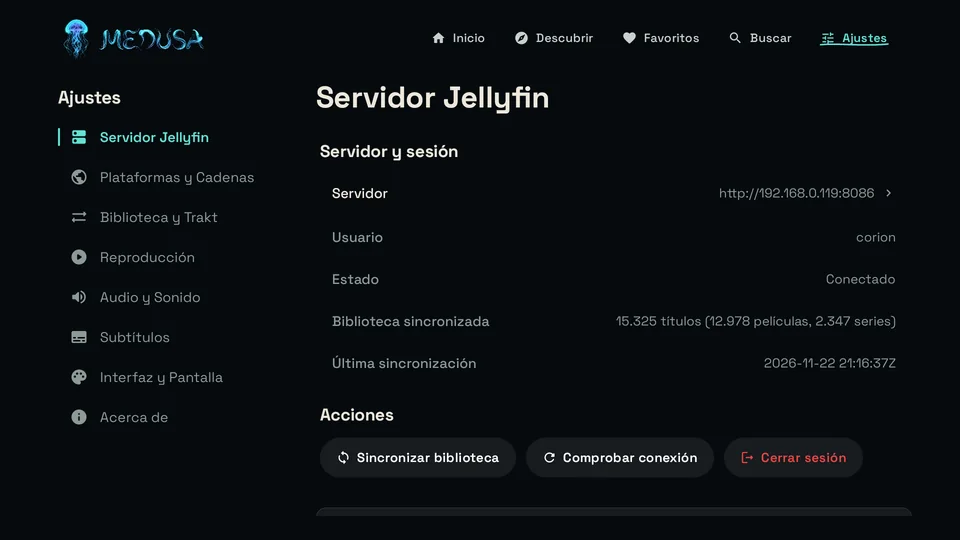 MEDUSA
Inicio
Descubrir
Favoritos
Buscar
Ajustes
Ajustes
Servidor Jellyfin
Plataformas y Cadenas
Biblioteca y Trakt
Reproducción
Audio y Sonido
Subtítulos
Interfaz y Pantalla
Acerca de
Servidor Jellyfin
Servidor y sesión
Servidor http://192.168.0.119:8086
Usuario corion
Estado Conectado
Biblioteca sincronizada 15.325 títulos (12.978 películas, 2.347 series)
Última sincronización 2026-11-22 21:16:37Z
Acciones
Sincronizar biblioteca
Comprobar conexión
Cerrar sesión